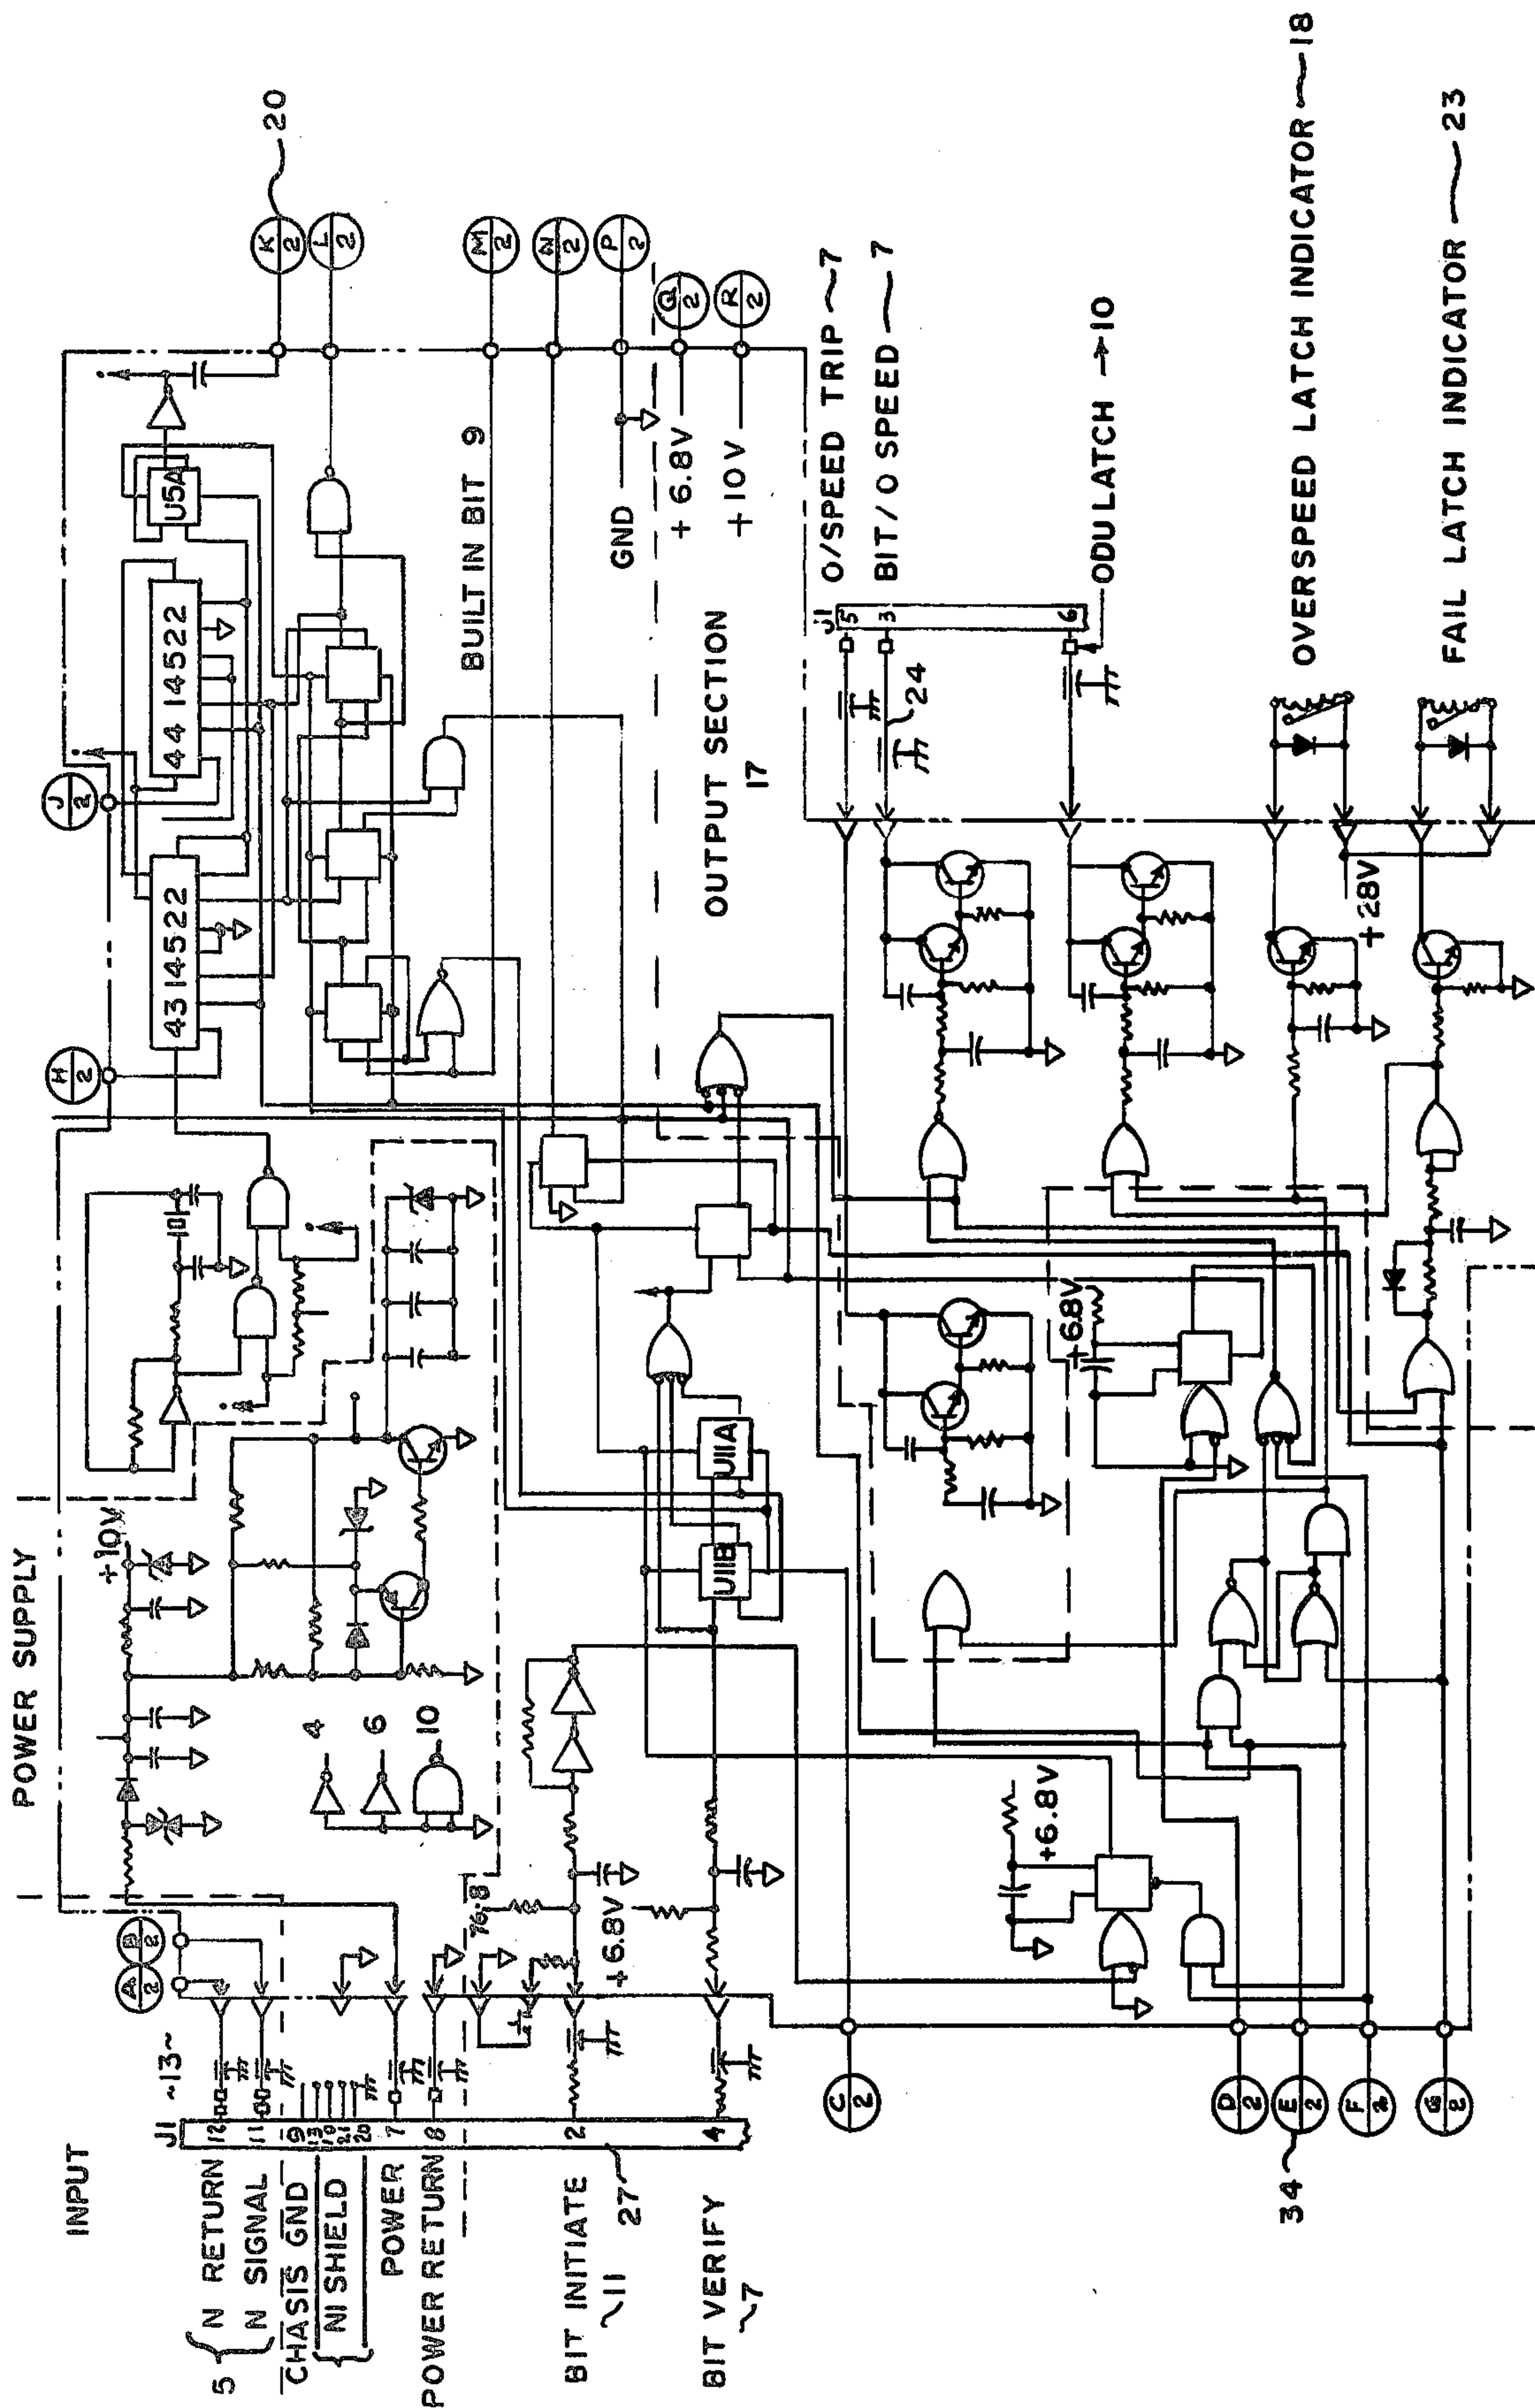 POWER SUPPLY
INPUT
J1
~13~
5
N RETURN
N SIGNAL
CHASIS GND
NI SHIELD
POWER
POWER RETURN
BIT INITIATE
~11
27
BIT VERIFY
~7
12
11
9
13
19
21
20
7
8
2
4
A
2
B
2
+10V
4
6
10
+6.8V
+6.8V
H
2
J
2
43 14522
44 14522
U5A
K
2
20
L
2
M
2
N
2
P
2
Q
2
R
2
BUILT IN BIT 9
GND
+6.8V
+10V
OUTPUT SECTION
17
U11B
U11A
J1
5
3
6
O/SPEED TRIP ~7
BIT/O SPEED ~7
24
ODU LATCH → 10
OVERSPEED LATCH INDICATOR ~18
FAIL LATCH INDICATOR ~23
+28V
+6.8V
C
2
D
2
E
2
34
F
2
G
2